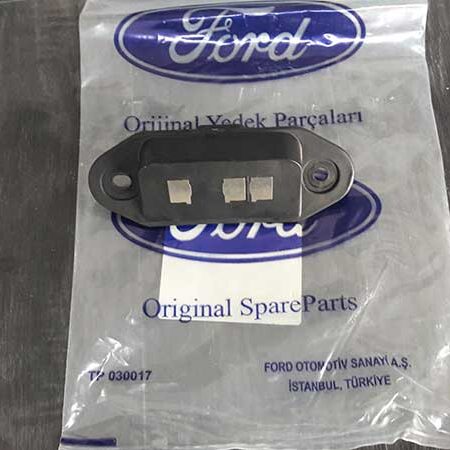 Ford
Orijinal Yedek Parçaları
Ford
Original SpareParts
TP 030017
FORD OTOMOTİV SANAYİ A.Ş.
İSTANBUL, TÜRKİYE